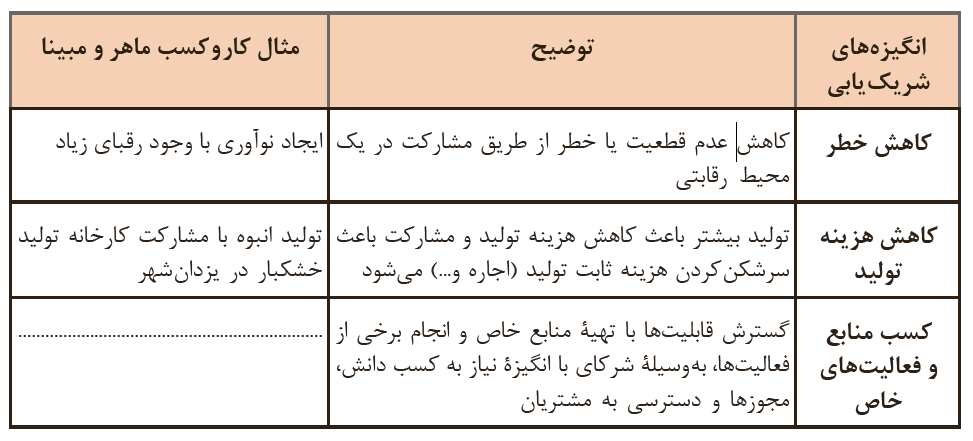 انگیزه‌های
شریک‌یابی
توضیح
مثال کاروکسب ماهر و مبینا
کاهش خطر
کاهش عدم قطعیت یا خطر از طریق مشارکت در یک
محیط رقابتی
ایجاد نوآوری با وجود رقبای زیاد
کاهش هزینه
تولید
تولید بیشتر باعث کاهش هزینه تولید و مشارکت باعث
سرشکن‌کردن هزینه ثابت تولید (اجاره و...) می‌شود
تولید انبوه با مشارکت کارخانه تولید
خشکبار در یزدان‌شهر
کسب منابع
و فعالیت‌های
خاص
گسترش قابلیت‌ها با تهیهٔ منابع خاص و انجام برخی از
فعالیت‌ها، به‌وسیلهٔ شرکای با انگیزهٔ نیاز به کسب دانش،
مجوزها و دسترسی به مشتریان
................................................................